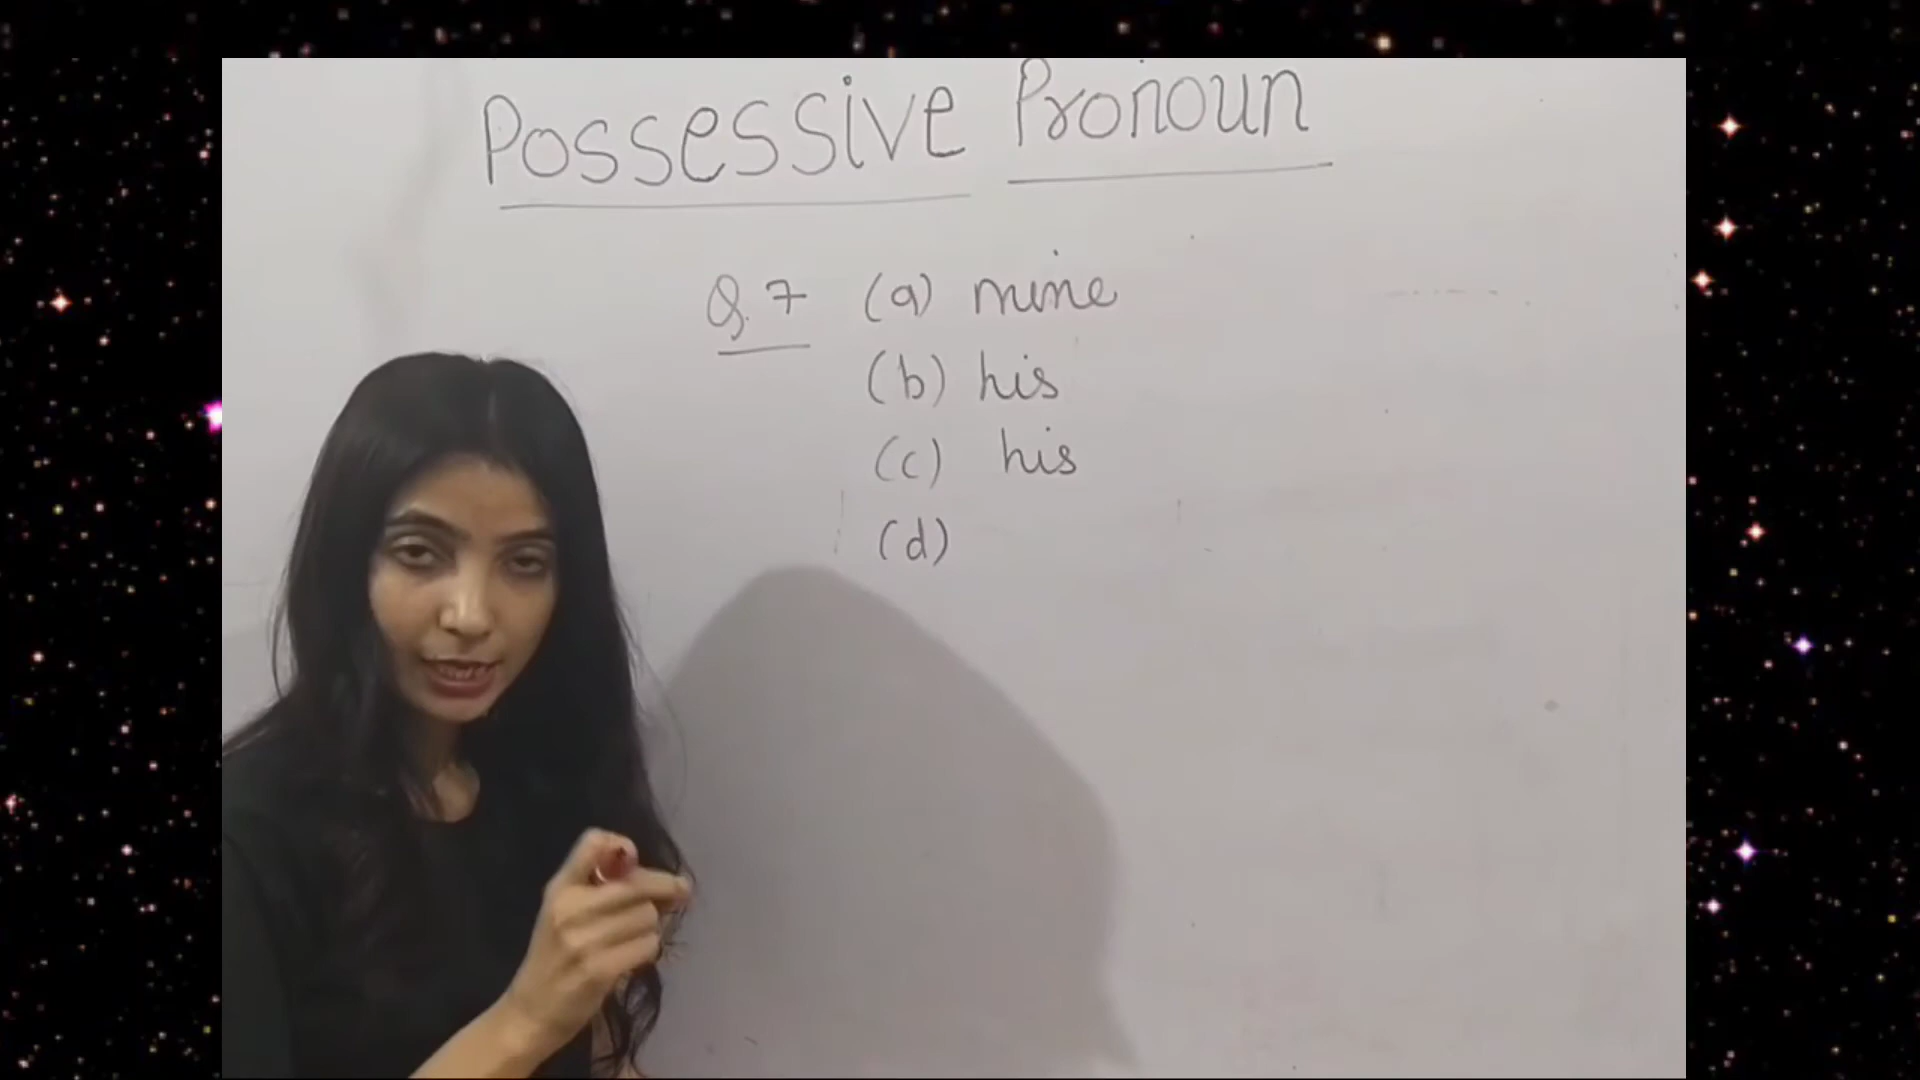 Possessive Pronoun
Q.7 (a) mine
(b) his
(c) his
(d)